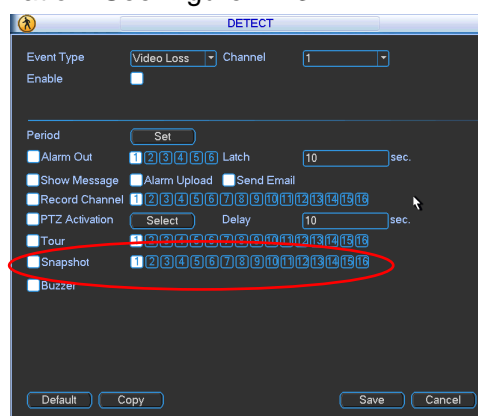 DETECT
Event Type Video Loss Channel 1
Enable
Period Set
Alarm Out 1 2 3 4 5 6 Latch 10 sec.
Show Message Alarm Upload Send Email
Record Channel 1 2 3 4 5 6 7 8 9 10 11 12 13 14 15 16
PTZ Activation Select Delay 10 sec.
Tour 1 2 3 4 5 6 7 8 9 10 11 12 13 14 15 16
Snapshot 1 2 3 4 5 6 7 8 9 10 11 12 13 14 15 16
Buzzer
Default Copy Save Cancel